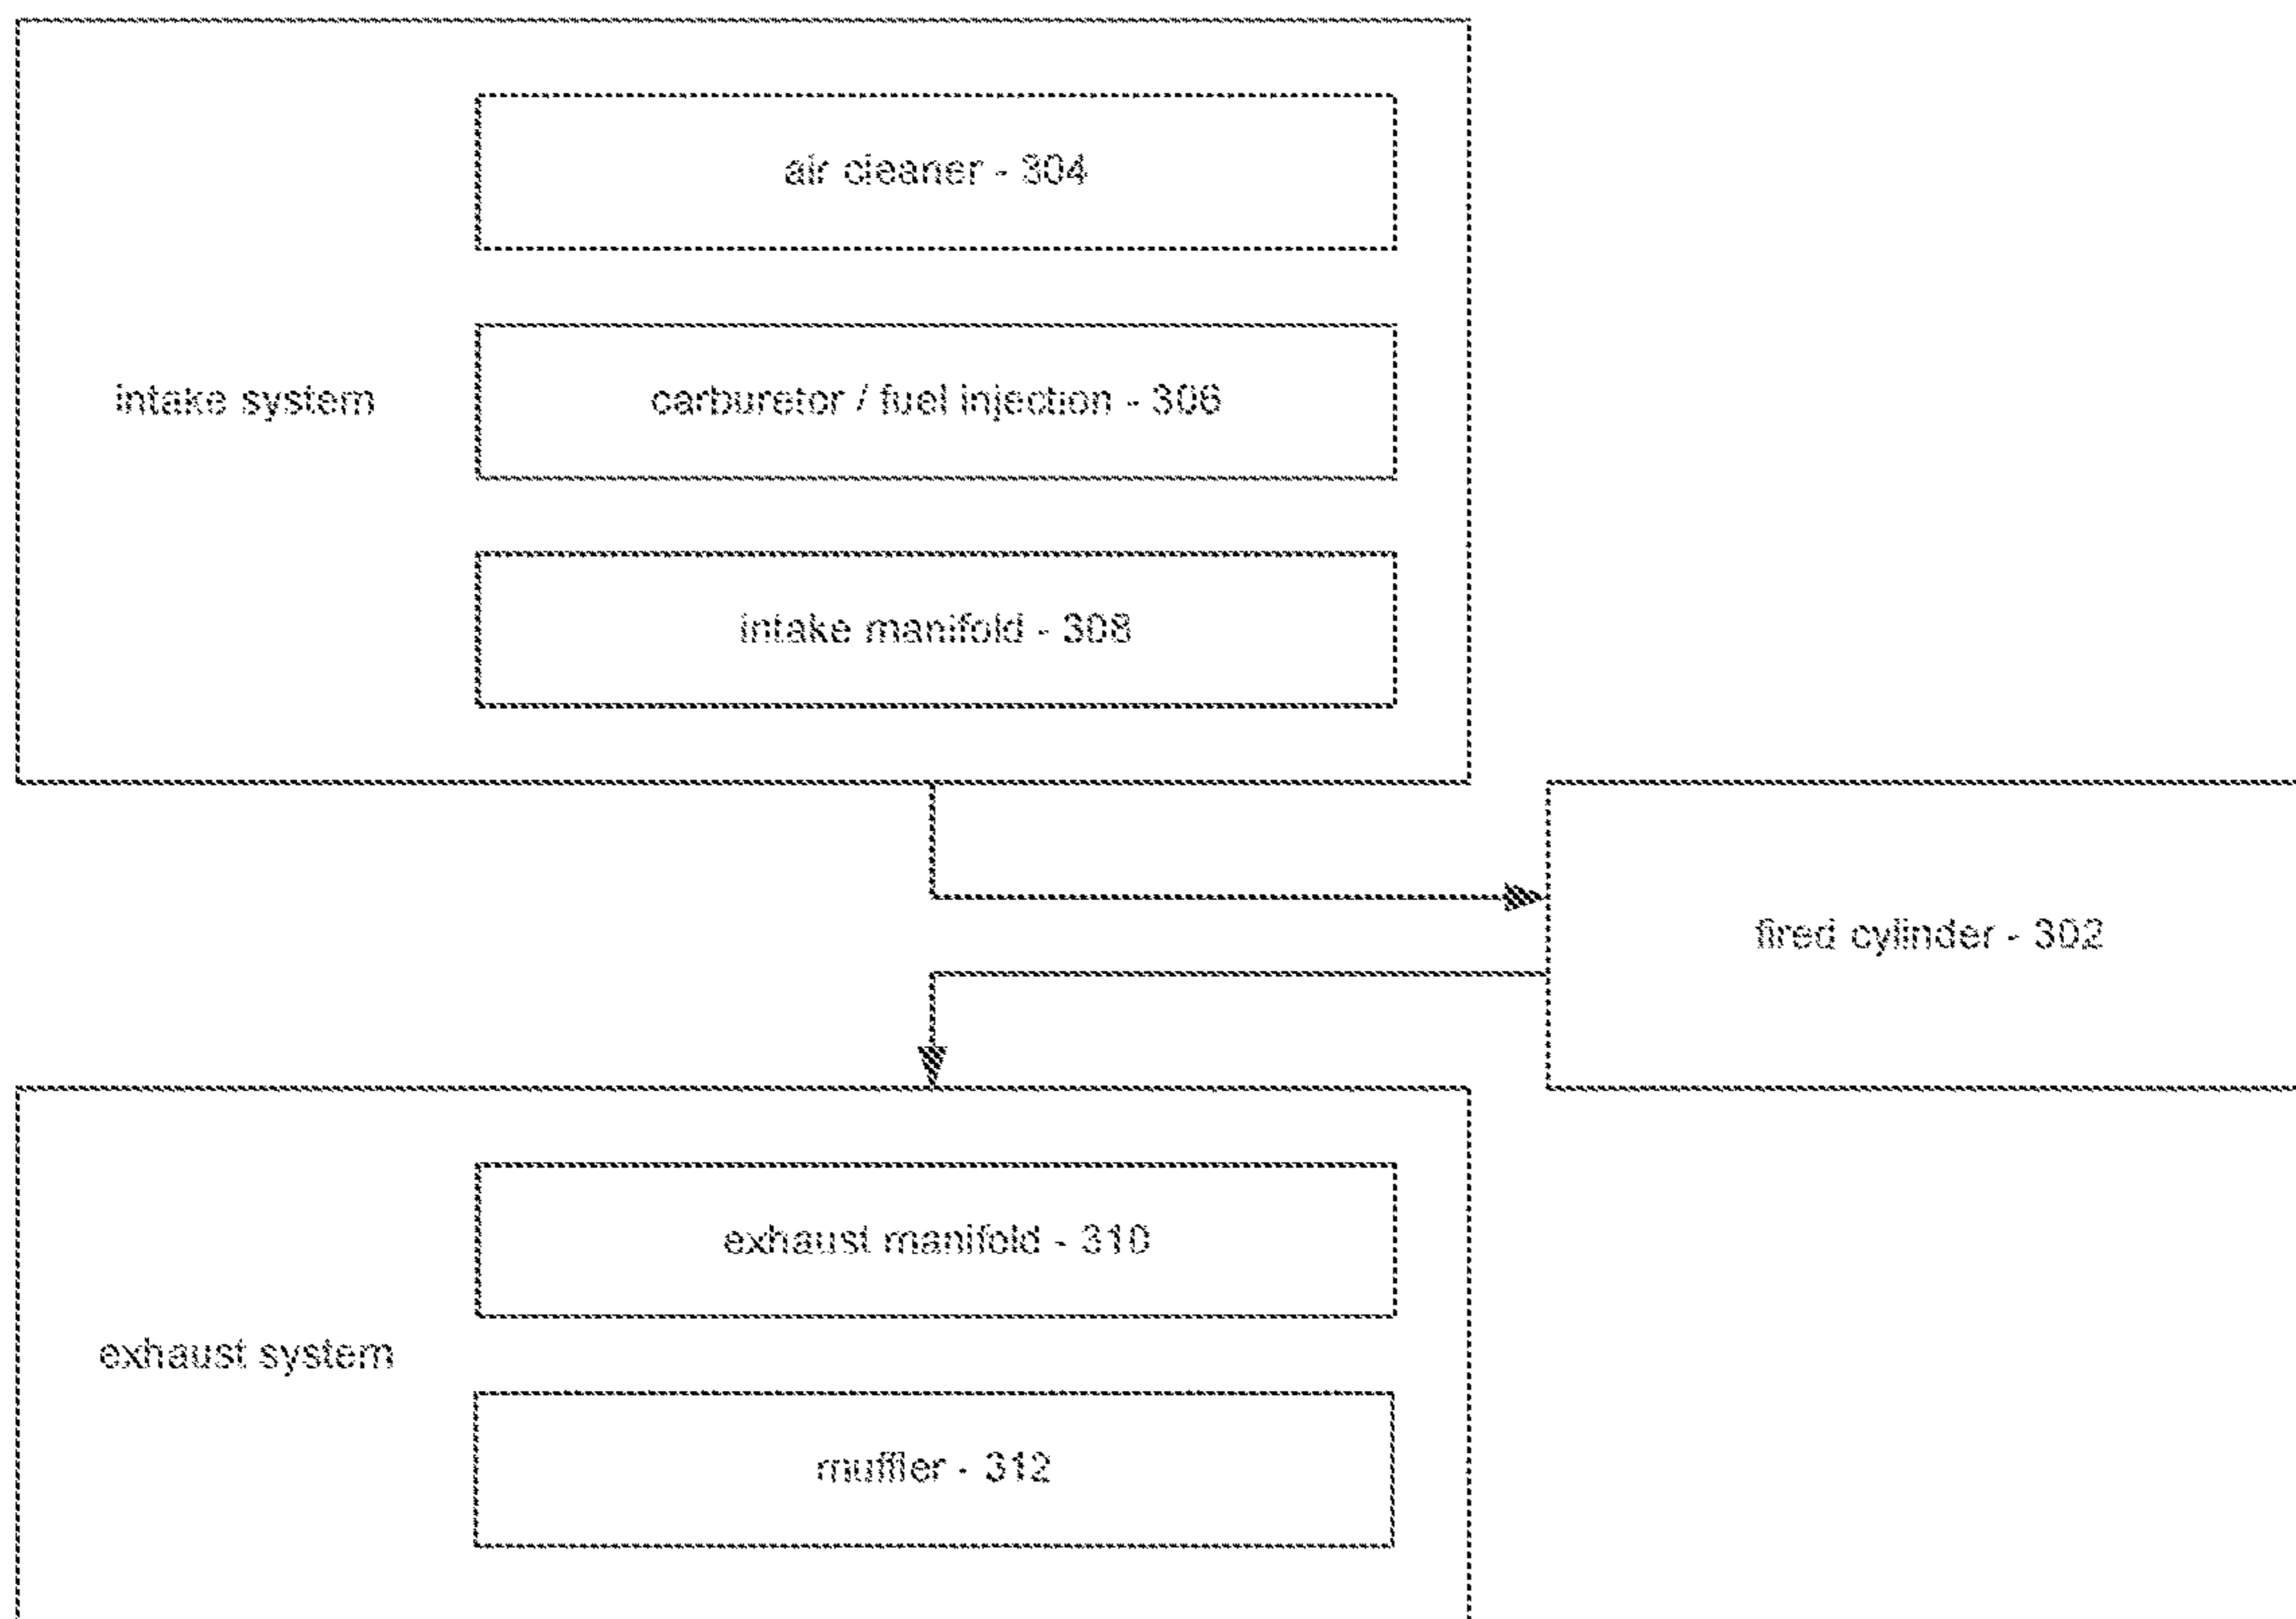 air cleaner - 304
intake system
carburetor / fuel injection - 306
intake manifold - 308
fired cylinder - 302
exhaust manifold - 310
exhaust system
muffler - 312